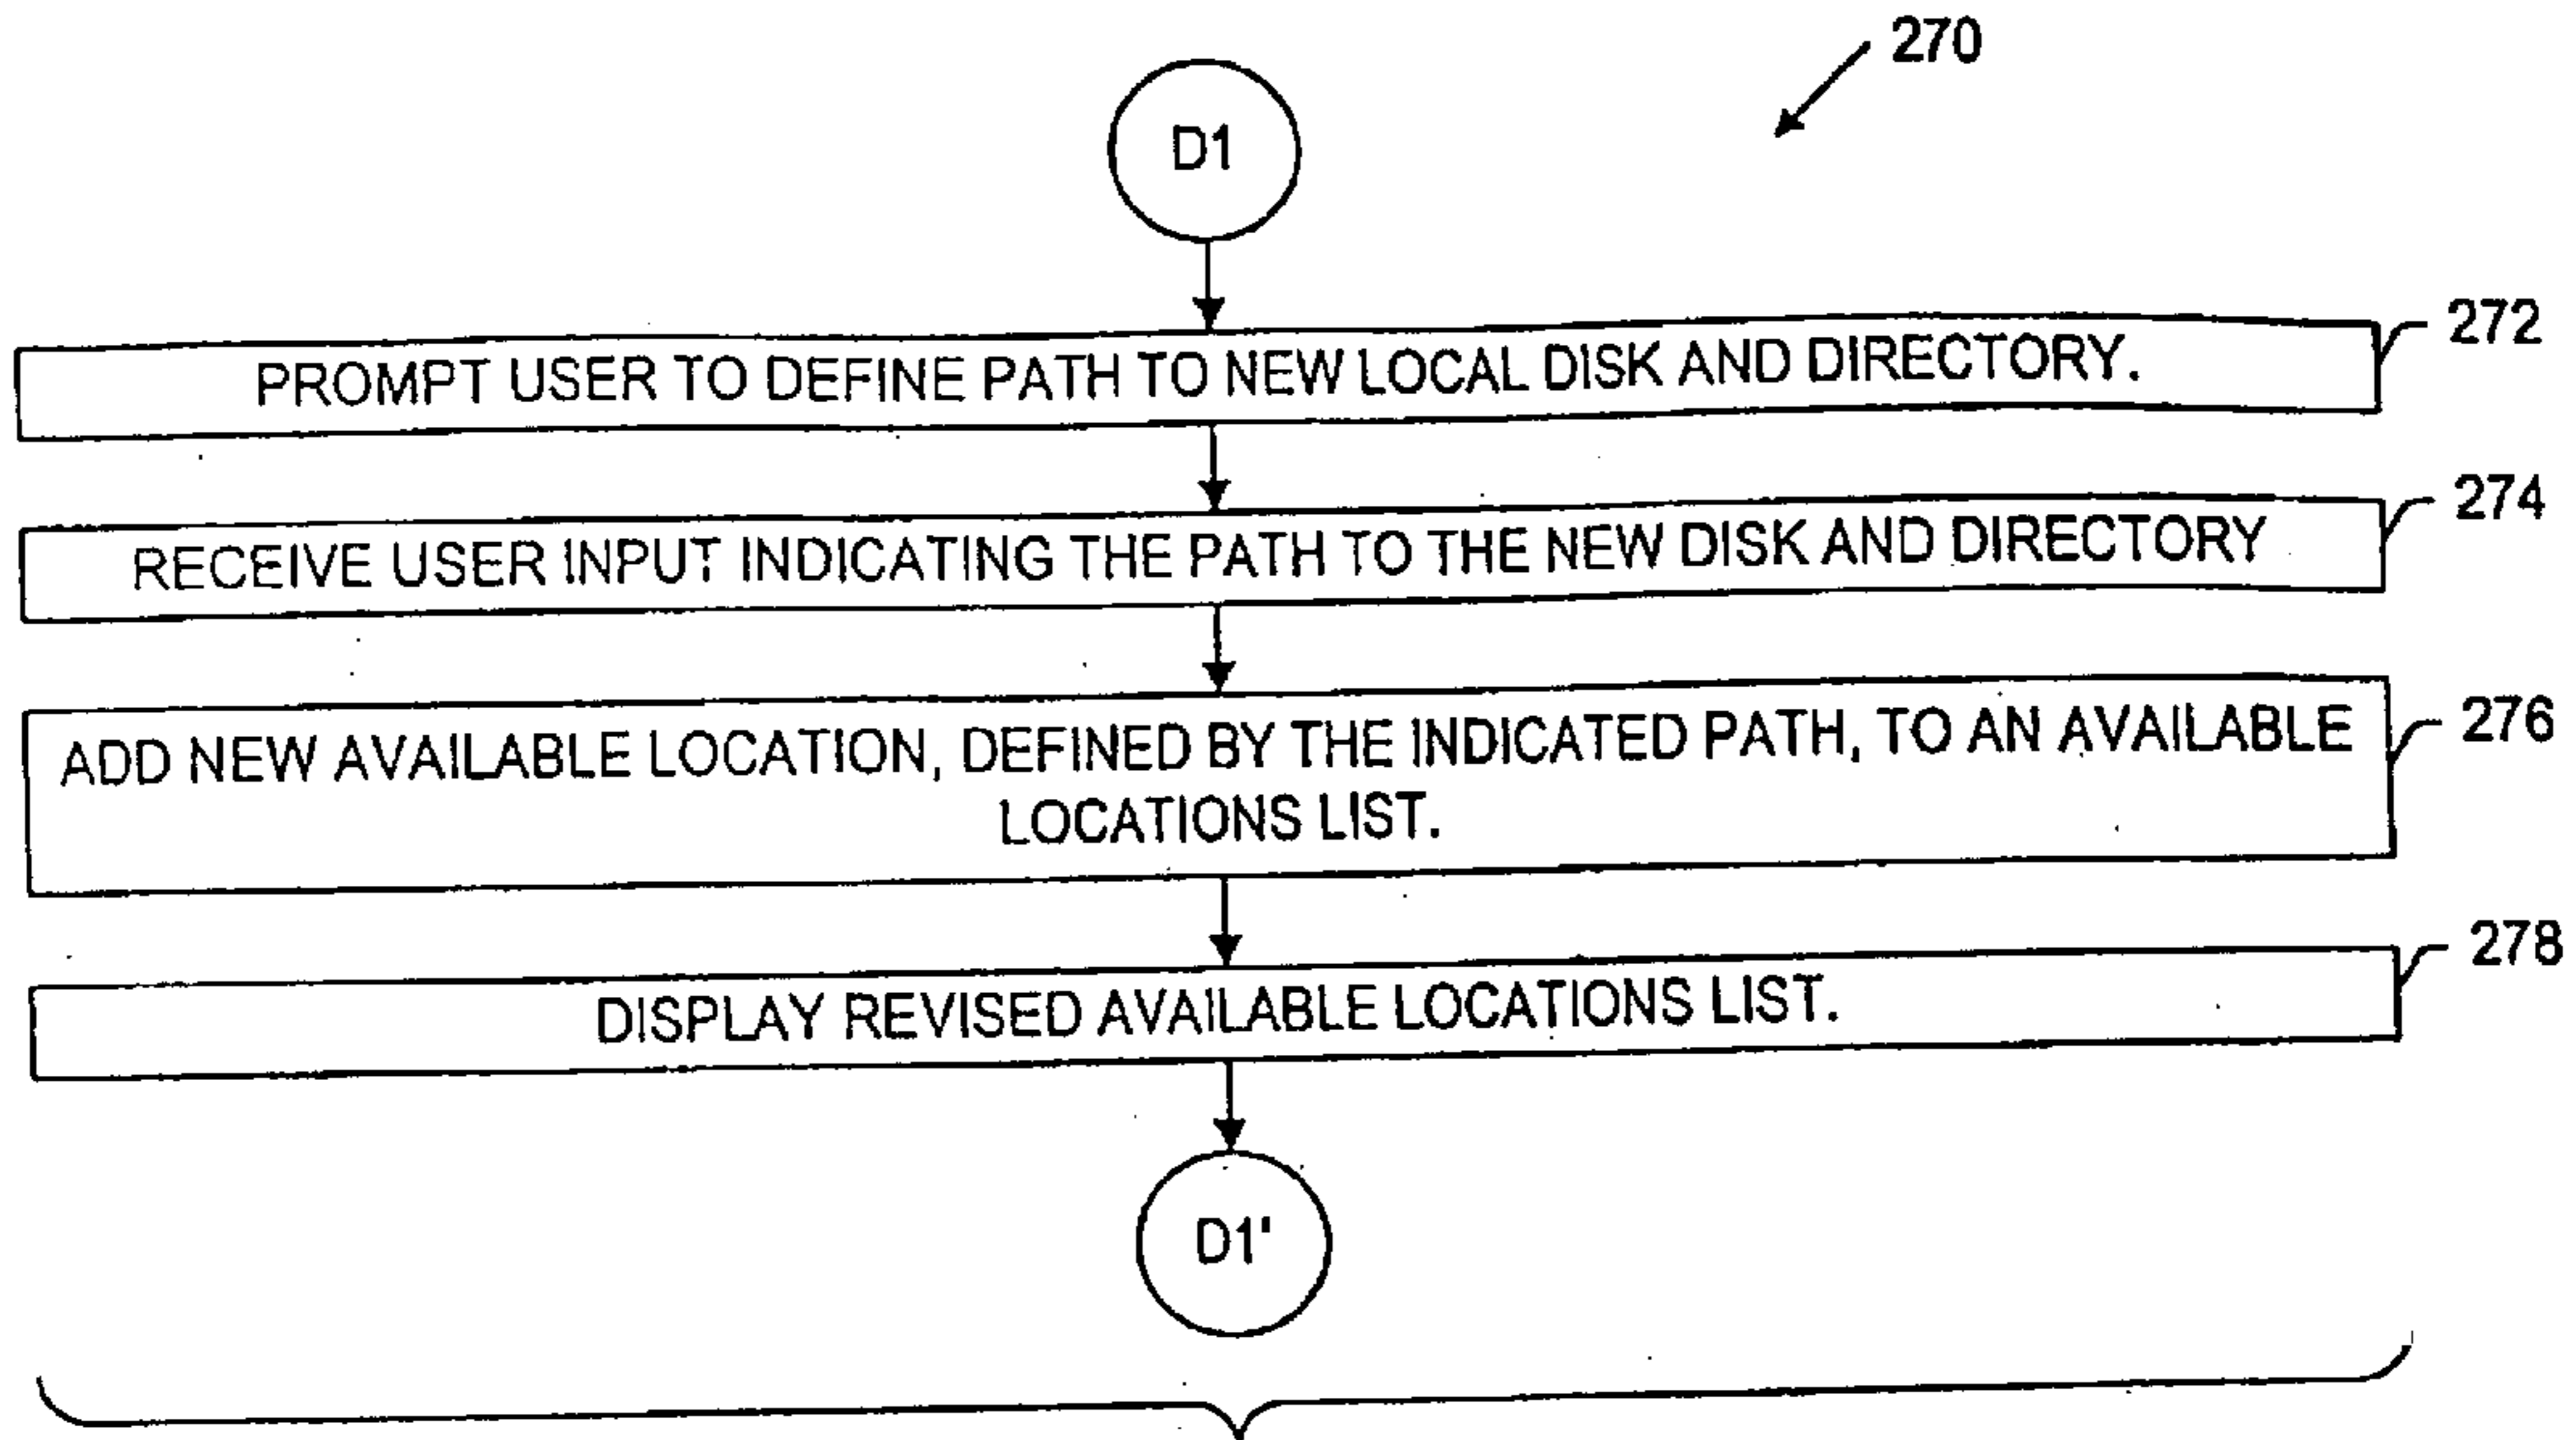 270
D1
272
PROMPT USER TO DEFINE PATH TO NEW LOCAL DISK AND DIRECTORY.
274
RECEIVE USER INPUT INDICATING THE PATH TO THE NEW DISK AND DIRECTORY
276
ADD NEW AVAILABLE LOCATION, DEFINED BY THE INDICATED PATH, TO AN AVAILABLE
LOCATIONS LIST.
278
DISPLAY REVISED AVAILABLE LOCATIONS LIST.
D1'